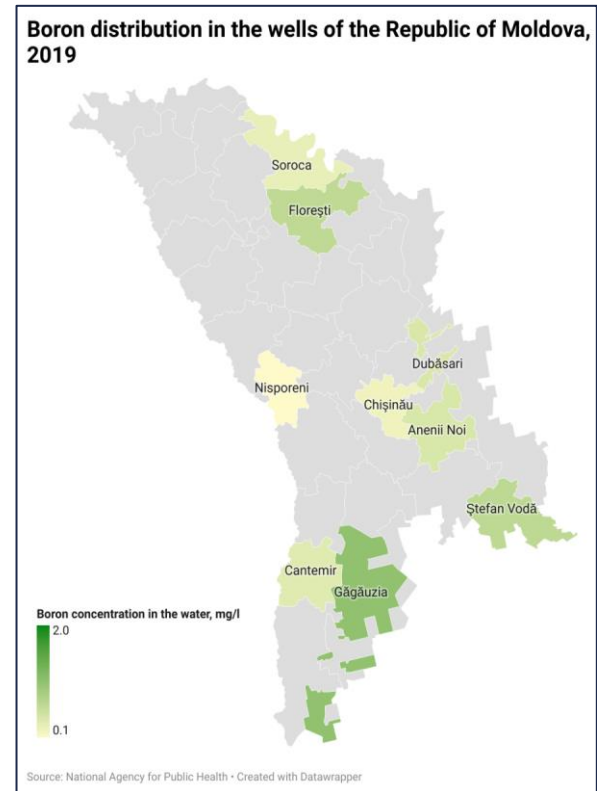 Boron distribution in the wells of the Republic of Moldova,
2019
Soroca
Florești
Dubăsari
Nisporeni
Chișinău
Anenii Noi
Ștefan Vodă
Cantemir
Găgăuzia
Boron concentration in the water, mg/l
2.0
0.1
Source: National Agency for Public Health • Created with Datawrapper